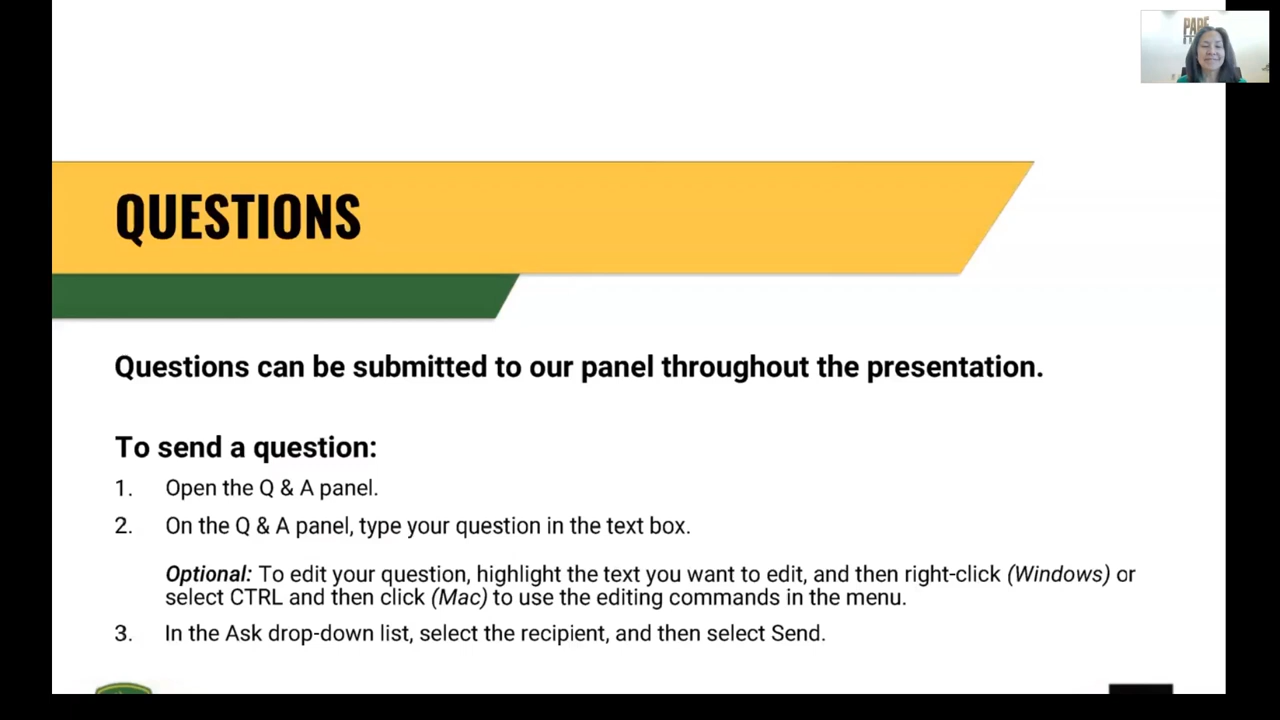 PAPÉ
QUESTIONS
Questions can be submitted to our panel throughout the presentation.
To send a question:
1. Open the Q & A panel.
2. On the Q & A panel, type your question in the text box.
Optional: To edit your question, highlight the text you want to edit, and then right-click (Windows) or
select CTRL and then click (Mac) to use the editing commands in the menu.
3. In the Ask drop-down list, select the recipient, and then select Send.